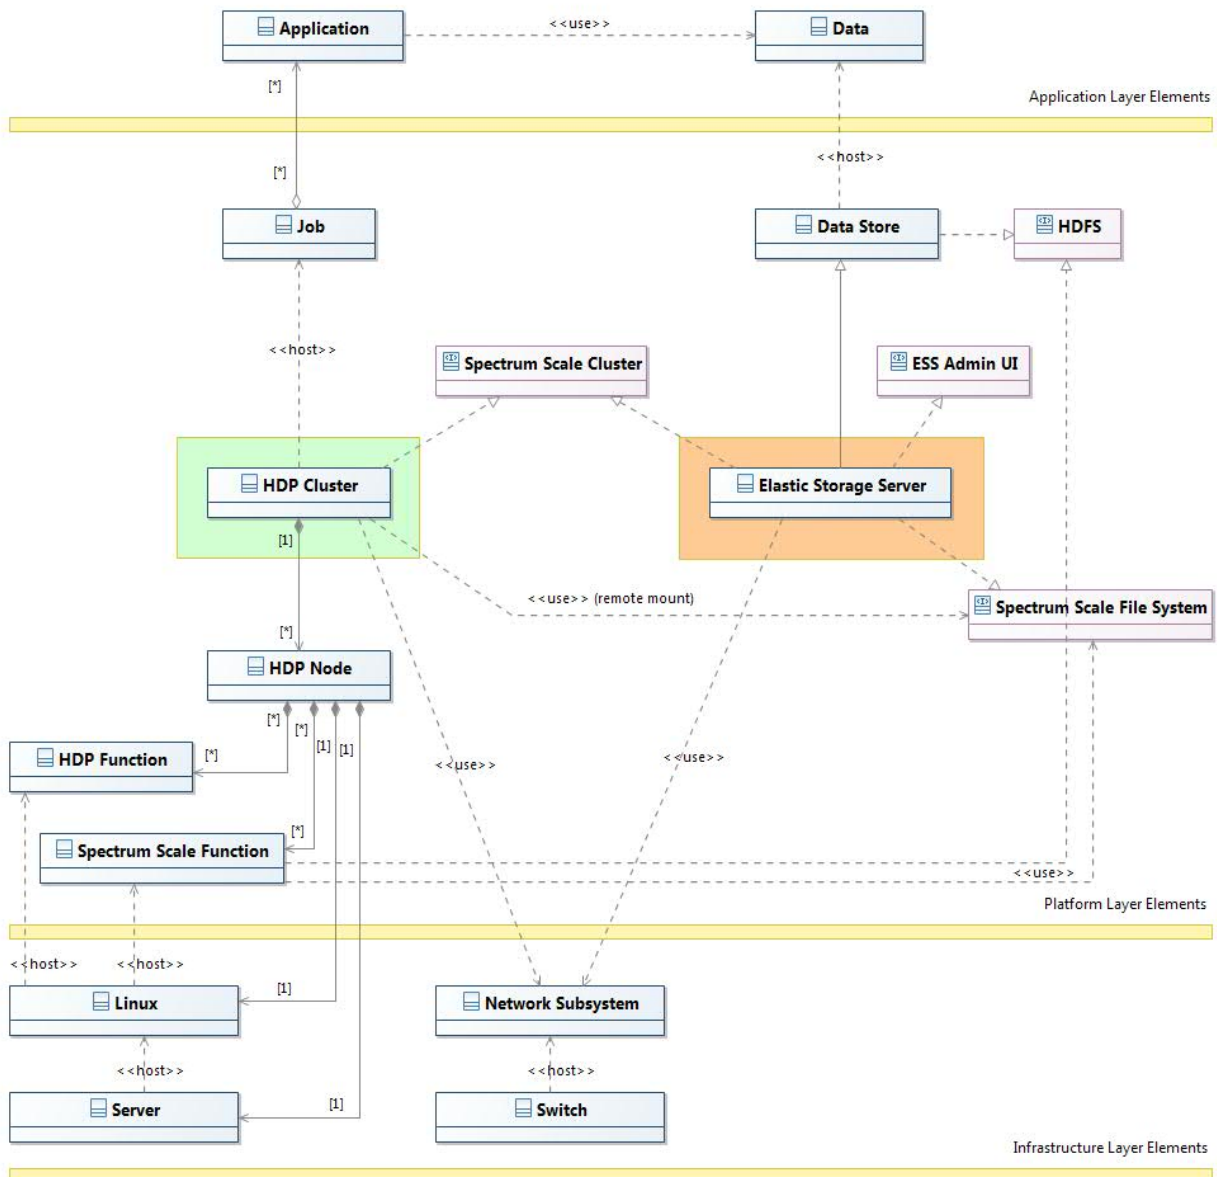 Application
<<use>>
Data
[*]
Application Layer Elements
<<host>>
[*]
Job
Data Store
HDFS
<<host>>
Spectrum Scale Cluster
ESS Admin UI
HDP Cluster
Elastic Storage Server
[1]
<<use>> (remote mount)
Spectrum Scale File System
[*]
HDP Node
[*]
[*]
[1]
[1]
HDP Function
[*]
<<use>>
<<use>>
[*]
Spectrum Scale Function
<<use>>
Platform Layer Elements
<<host>>
<<host>>
Linux
[1]
Network Subsystem
<<host>>
<<host>>
Server
[1]
Switch
Infrastructure Layer Elements